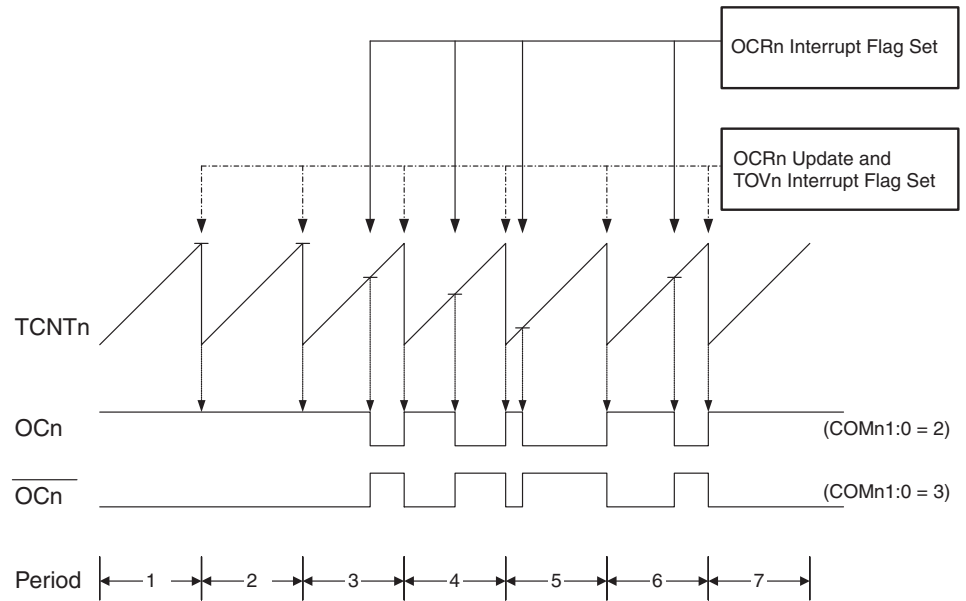 OCRn Interrupt Flag Set
OCRn Update and
TOVn Interrupt Flag Set
TCNTn
OCn
(COMn1:0 = 2)
OCn
(COMn1:0 = 3)
Period
1
2
3
4
5
6
7